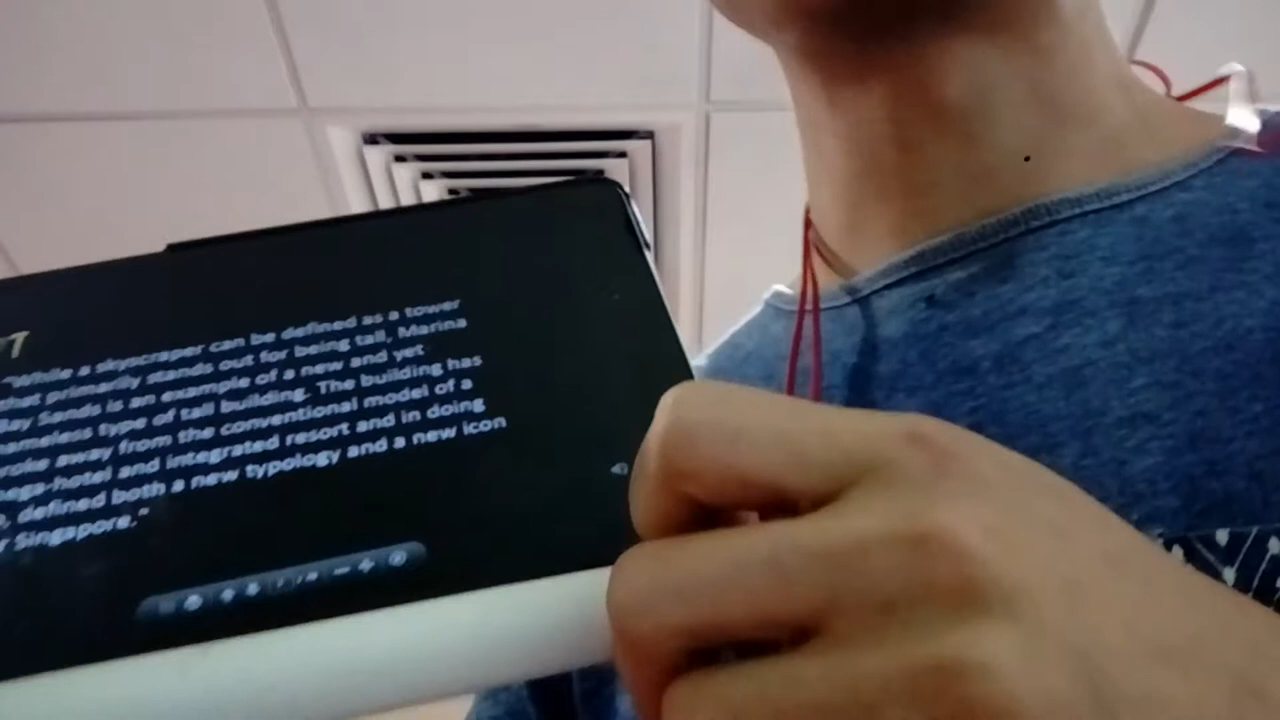 "While a skyscraper can be defined as a tower
that primarily stands out for being tall, Marina
Bay Sands is an example of a new and yet
nameless type of tall building. The building has
roke away from the conventional model of a
mega-hotel and integrated resort and in doing
, defined both a new typology and a new icon
r Singapore."